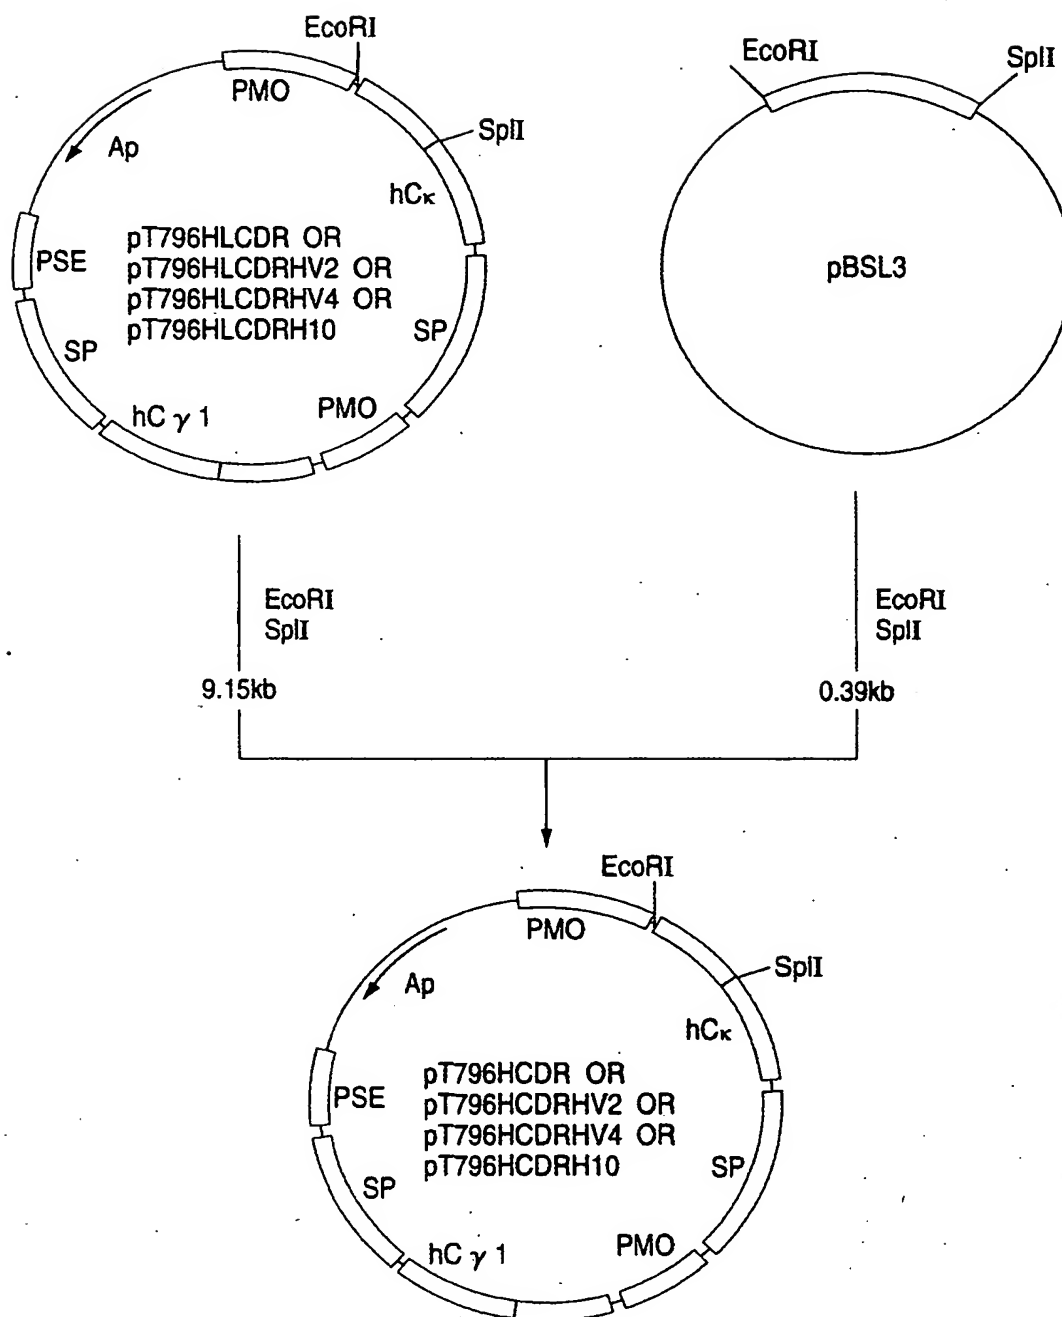 EcoRI
PMO
Ap
SplI
hCκ
PSE
pT796HLCDR OR
pT796HLCDRHV2 OR
pT796HLCDRHV4 OR
pT796HLCDRH10
SP
SP
PMO
hC γ 1
EcoRI
SplI
pBSL3
EcoRI
SplI
9.15kb
EcoRI
SplI
0.39kb
EcoRI
PMO
Ap
SplI
hCκ
PSE
pT796HCDR OR
pT796HCDRHV2 OR
pT796HCDRHV4 OR
pT796HCDRH10
SP
SP
PMO
hC γ 1